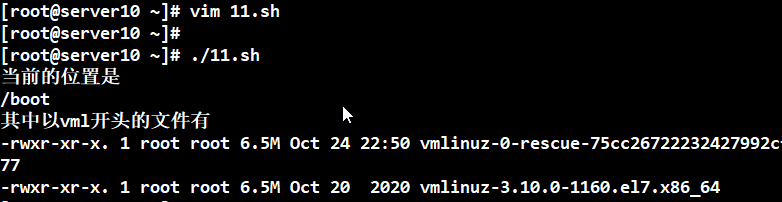 [root@server10 ~]# vim 11.sh
[root@server10 ~]#
[root@server10 ~]# ./11.sh
当前的位置是
/boot
其中以vml开头的文件有
-rwxr-xr-x. 1 root root 6.5M Oct 24 22:50 vmlinuz-0-rescue-75cc26722232427992c
77
-rwxr-xr-x. 1 root root 6.5M Oct 20  2020 vmlinuz-3.10.0-1160.el7.x86_64